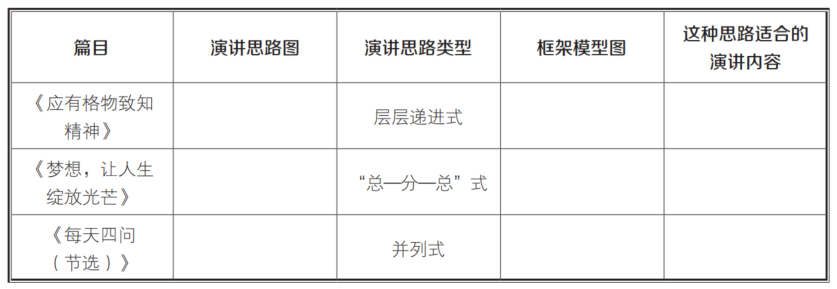 篇目 演讲思路图 演讲思路类型 框架模型图 这种思路适合的
演讲内容
《应有格物致知
精神》
层层递进式
《梦想，让人生
绽放光芒》
“总—分—总”式
《每天四问
（节选）》
并列式